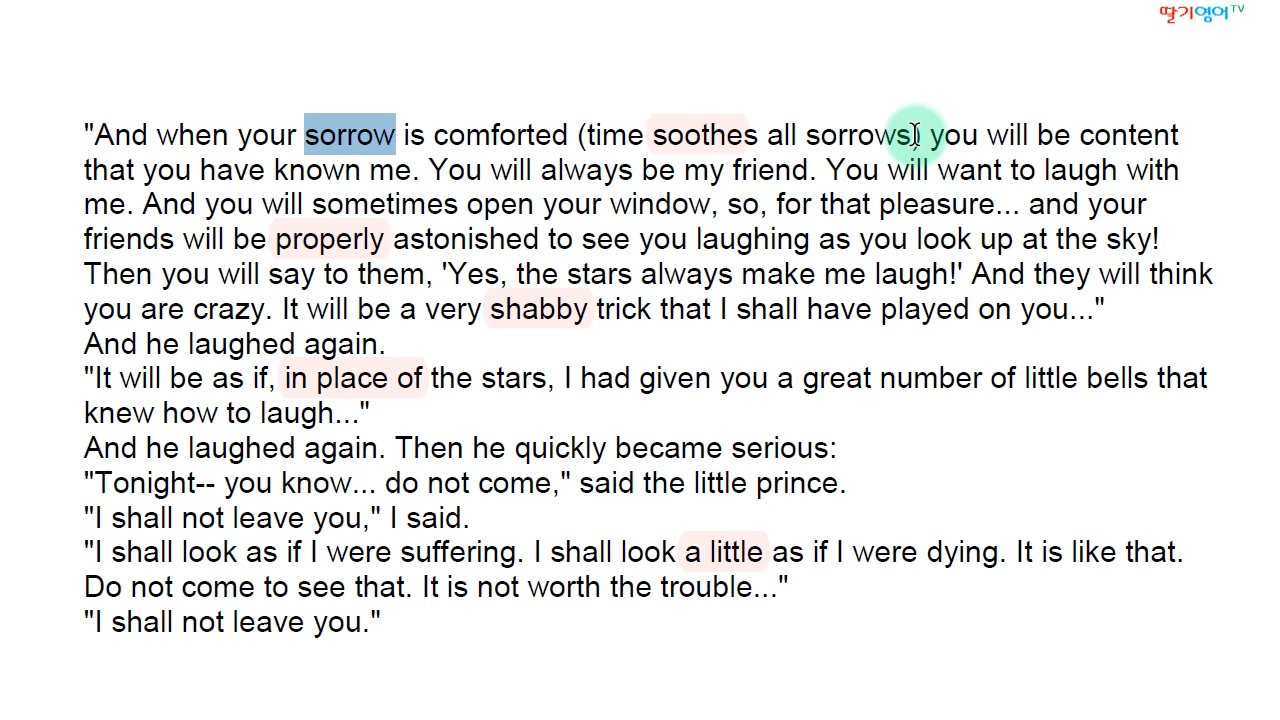 딸기영어TV
"And when your sorrow is comforted (time soothes all sorrows) you will be content
that you have known me. You will always be my friend. You will want to laugh with
me. And you will sometimes open your window, so, for that pleasure... and your
friends will be properly astonished to see you laughing as you look up at the sky!
Then you will say to them, 'Yes, the stars always make me laugh!' And they will think
you are crazy. It will be a very shabby trick that I shall have played on you..."
And he laughed again.
"It will be as if, in place of the stars, I had given you a great number of little bells that
knew how to laugh..."
And he laughed again. Then he quickly became serious:
"Tonight-- you know... do not come," said the little prince.
"I shall not leave you," I said.
"I shall look as if I were suffering. I shall look a little as if I were dying. It is like that.
Do not come to see that. It is not worth the trouble..."
"I shall not leave you."